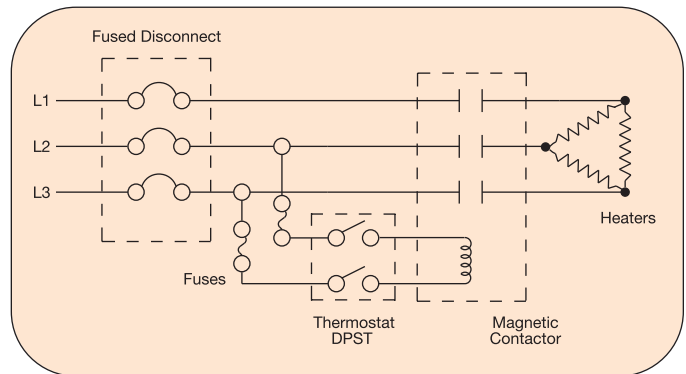 Fused Disconnect
L1
L2
L3
Heaters
Fuses
Thermostat
DPST
Magnetic
Contactor